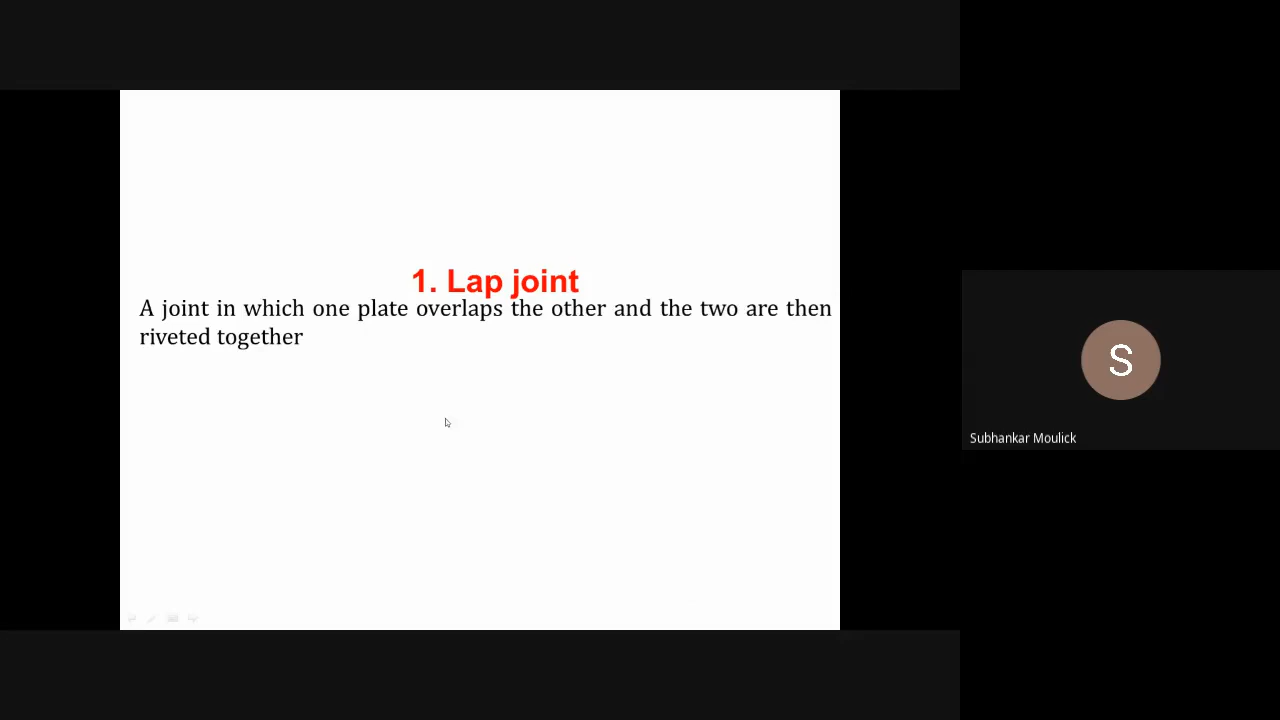 1. Lap joint
A joint in which one plate overlaps the other and the two are then
riveted together
S
Subhankar Moulick